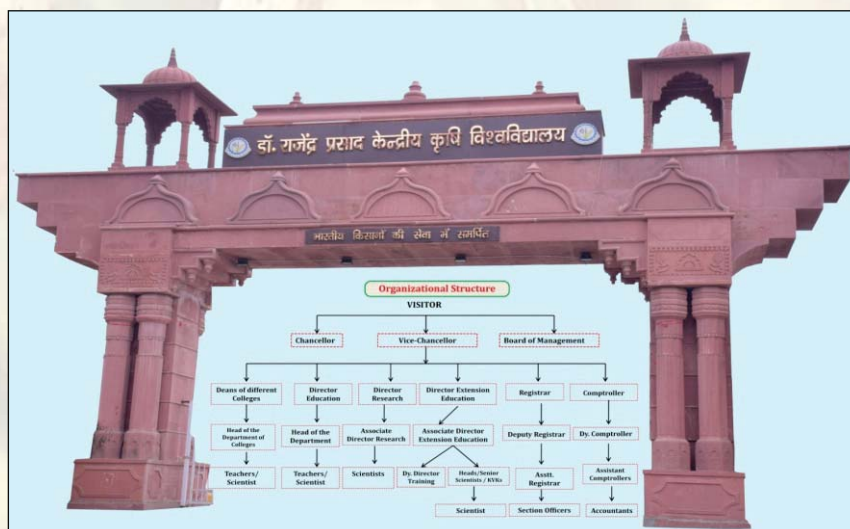 डॉ. राजेंद्र प्रसाद केन्द्रीय कृषि विश्वविद्यालय
भारतीय किसानों की सेवा में समर्पित
Organizational Structure
VISITOR
Chancellor
Vice-Chancellor
Board of Management
Deans of different
Colleges
Director
Education
Director
Research
Director Extension
Education
Registrar
Comptroller
Head of the
Department of
Colleges
Head of the
Department
Associate
Director Research
Associate Director
Extension Education
Deputy Registrar
Dy. Comptroller
Teachers/
Scientist
Teachers/
Scientist
Scientists
Dy. Director
Training
Heads/Senior
Scientists / KVKs
Asstt.
Registrar
Assistant
Comptrollers
Scientist
Section Officers
Accountants